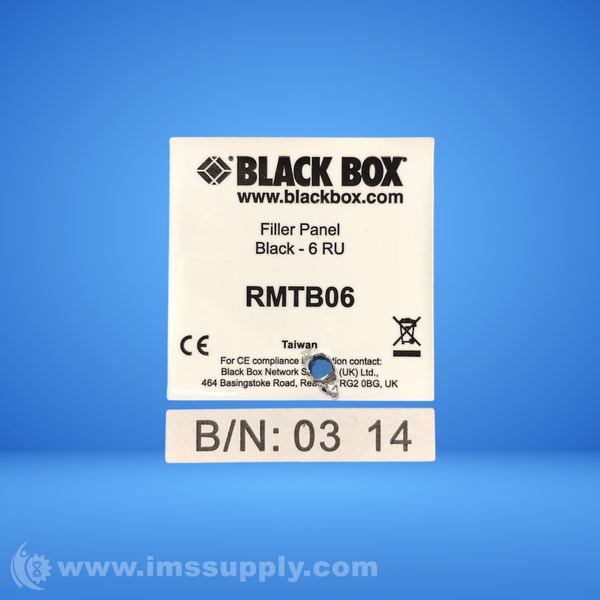 BLACK BOX®
www.blackbox.com
Filler Panel
Black - 6 RU
RMTB06
CE
Taiwan
For CE compliance contact:
Black Box Network (UK) Ltd.,
464 Basingstoke Road, RG2 0BG, UK
B/N: 03 14
www.imssupply.com